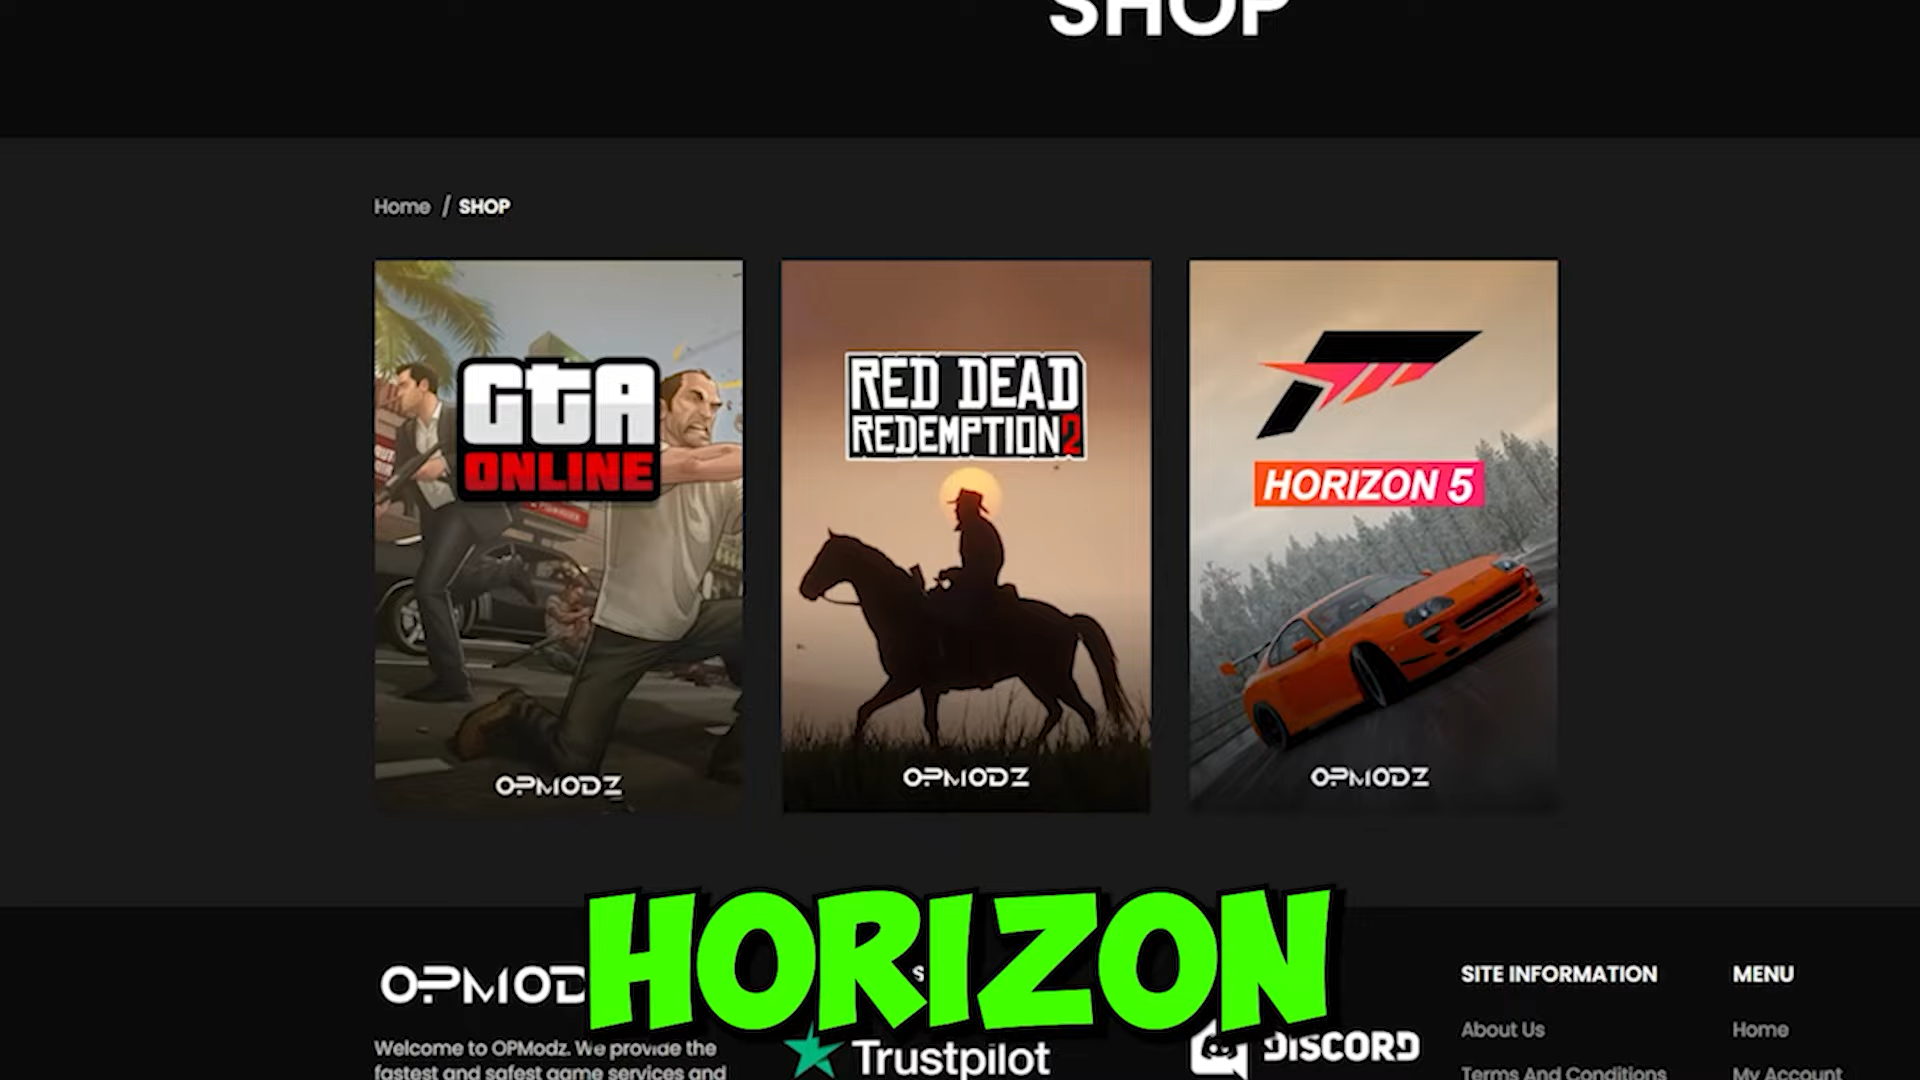 SHOP
Home / SHOP
GTA
ONLINE
OPMODZ
RED DEAD
REDEMPTION 2
OPMODZ
HORIZON 5
OPMODZ
HORIZON
Welcome to OPModz. We provide the
fastest and safest game services and
Trustpilot
DISCORD
SITE INFORMATION
About Us
Terms And Conditions
MENU
Home
My Account